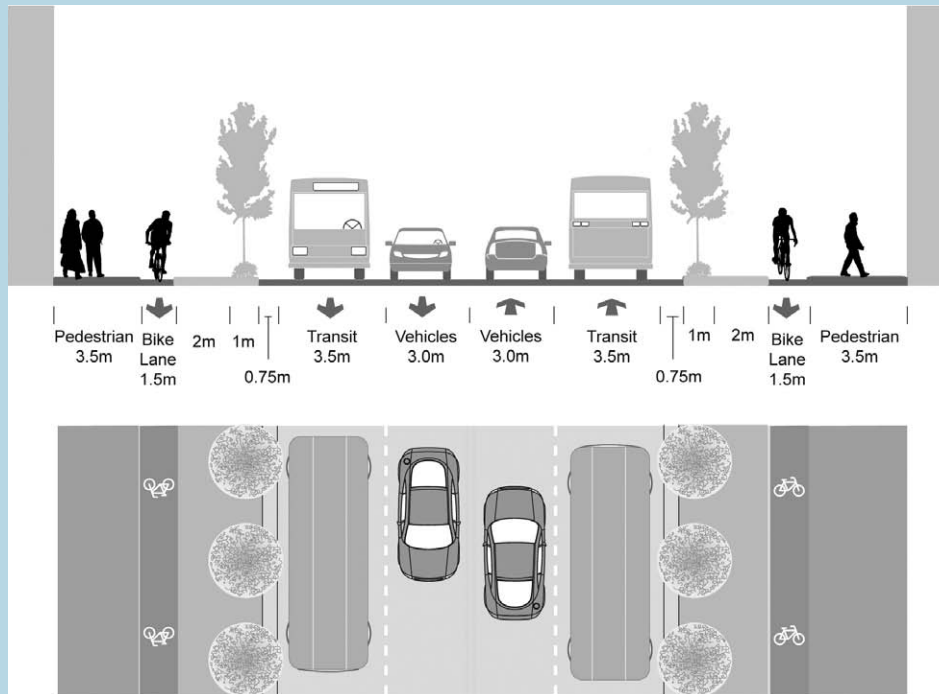 Pedestrian
3.5m
Bike
Lane
1.5m
2m
1m
0.75m
Transit
3.5m
Vehicles
3.0m
Vehicles
3.0m
Transit
3.5m
0.75m
1m
2m
Bike
Lane
1.5m
Pedestrian
3.5m